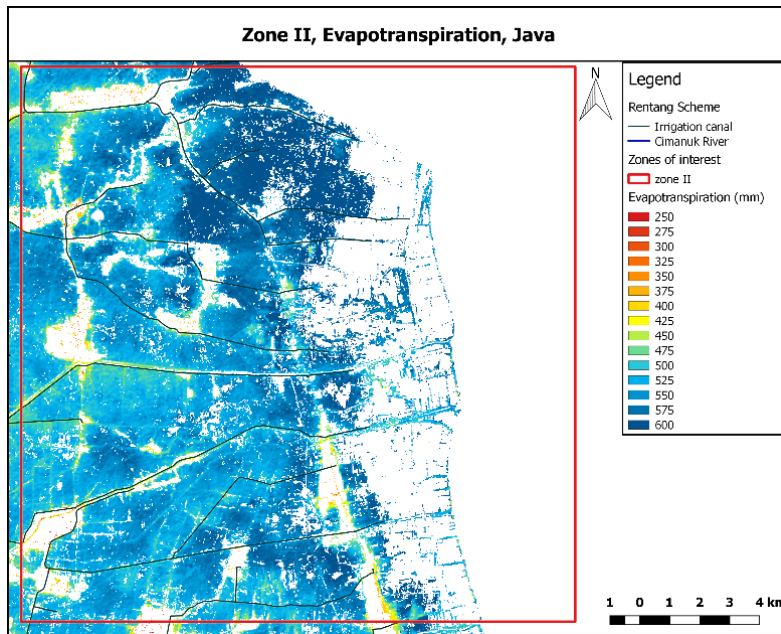 Zone II, Evapotranspiration, Java
N
Legend
Rentang Scheme
Irrigation canal
Cimanuk River
Zones of interest
zone II
Evapotranspiration (mm)
250
275
300
325
350
375
400
425
450
475
500
525
550
575
600
1 0 1 2 3 4 km